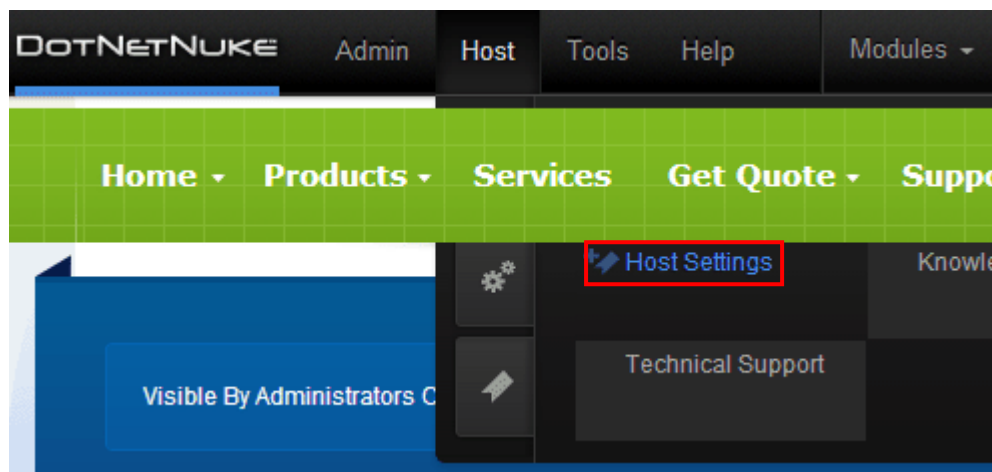 DotNetNuke Admin Host Tools Help Modules
Home Products Services Get Quote
Host Settings
Technical Support
Visible By Administrators